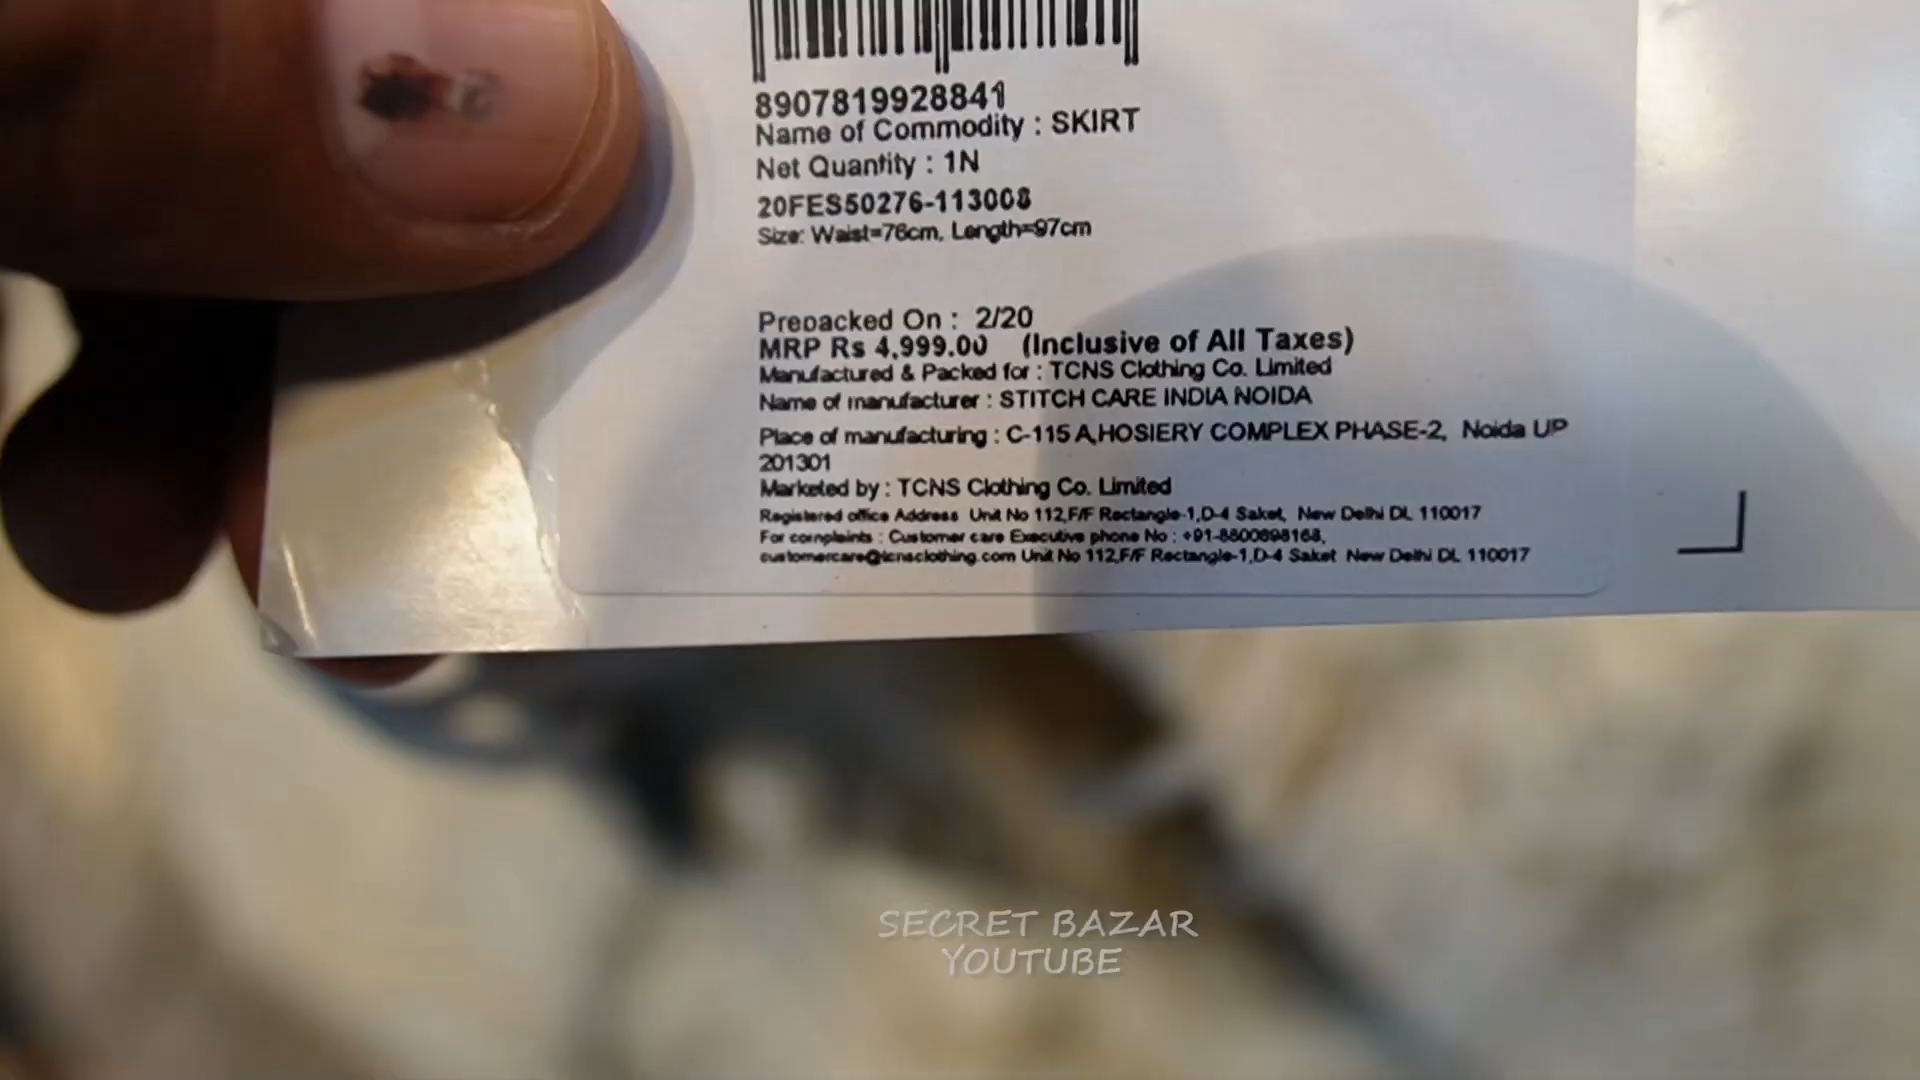 8907819928841
Name of Commodity : SKIRT
Net Quantity : 1N
20FES50276-113008
Size: Waist=76cm, Length=97cm
Prepacked On : 2/20
MRP Rs 4,999.00 (Inclusive of All Taxes)
Manufactured & Packed for : TCNS Clothing Co. Limited
Name of manufacturer : STITCH CARE INDIA NOIDA
Place of manufacturing : C-115 A,HOSIERY COMPLEX PHASE-2, Noida UP
201301
Marketed by : TCNS Clothing Co. Limited
Registered office Address Unit No 112,F/F Rectangle-1,D-4 Saket, New Delhi DL 110017
For complaints : Customer care Executive phone No :
customercare@tcnsclothing.com Unit No 112,F/F Rectangle-1,D-4 Saket New Delhi DL 110017
SECRET BAZAR
YOUTUBE